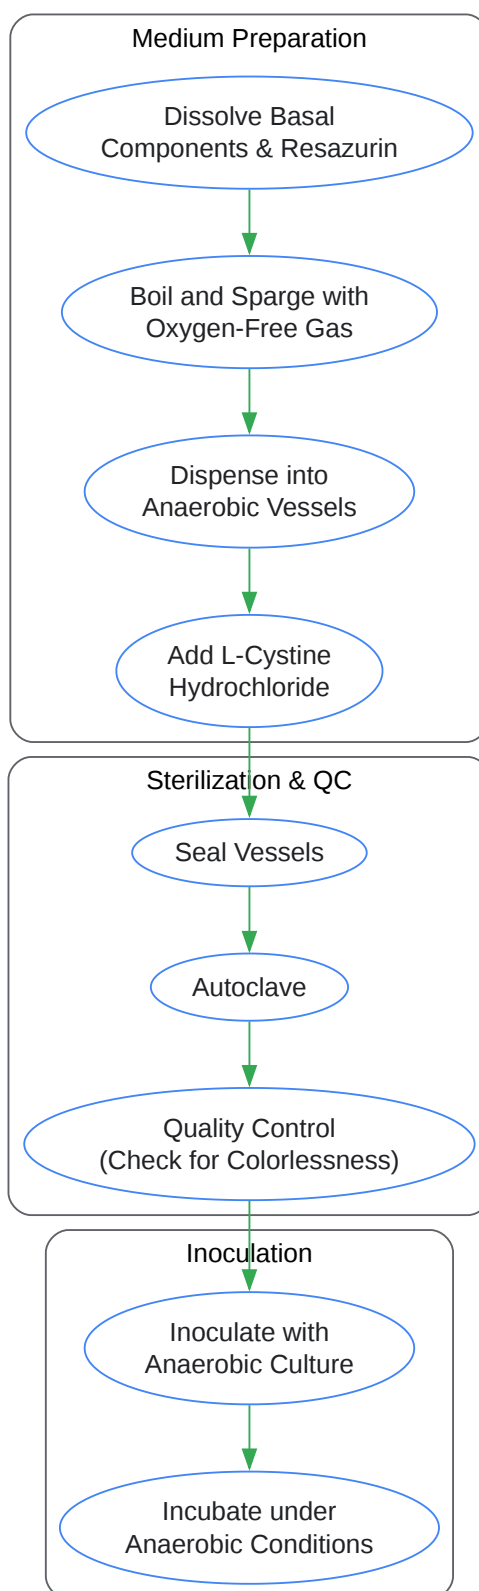 Medium Preparation
Dissolve Basal
Components & Resazurin
Boil and Sparge with
Oxygen-Free Gas
Dispense into
Anaerobic Vessels
Add L-Cystine
Hydrochloride
Sterilization & QC
Seal Vessels
Autoclave
Quality Control
(Check for Colorlessness)
Inoculation
Inoculate with
Anaerobic Culture
Incubate under
Anaerobic Conditions